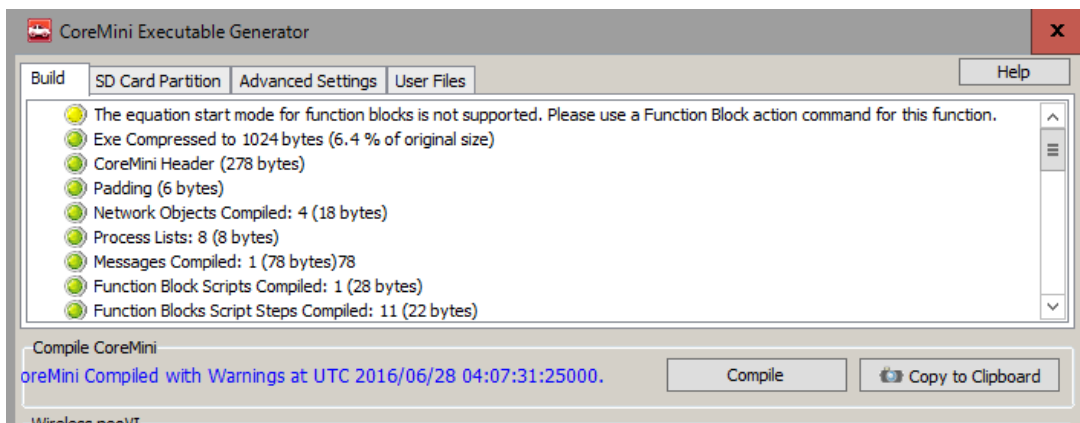 CoreMini Executable Generator
x
Build SD Card Partition Advanced Settings User Files Help
The equation start mode for function blocks is not supported. Please use a Function Block action command for this function.
Exe Compressed to 1024 bytes (6.4 % of original size)
CoreMini Header (278 bytes)
Padding (6 bytes)
Network Objects Compiled: 4 (18 bytes)
Process Lists: 8 (8 bytes)
Messages Compiled: 1 (78 bytes)78
Function Block Scripts Compiled: 1 (28 bytes)
Function Blocks Script Steps Compiled: 11 (22 bytes)
Compile CoreMini
oreMini Compiled with Warnings at UTC 2016/06/28 04:07:31:25000. Compile Copy to Clipboard
Wireless neoVI